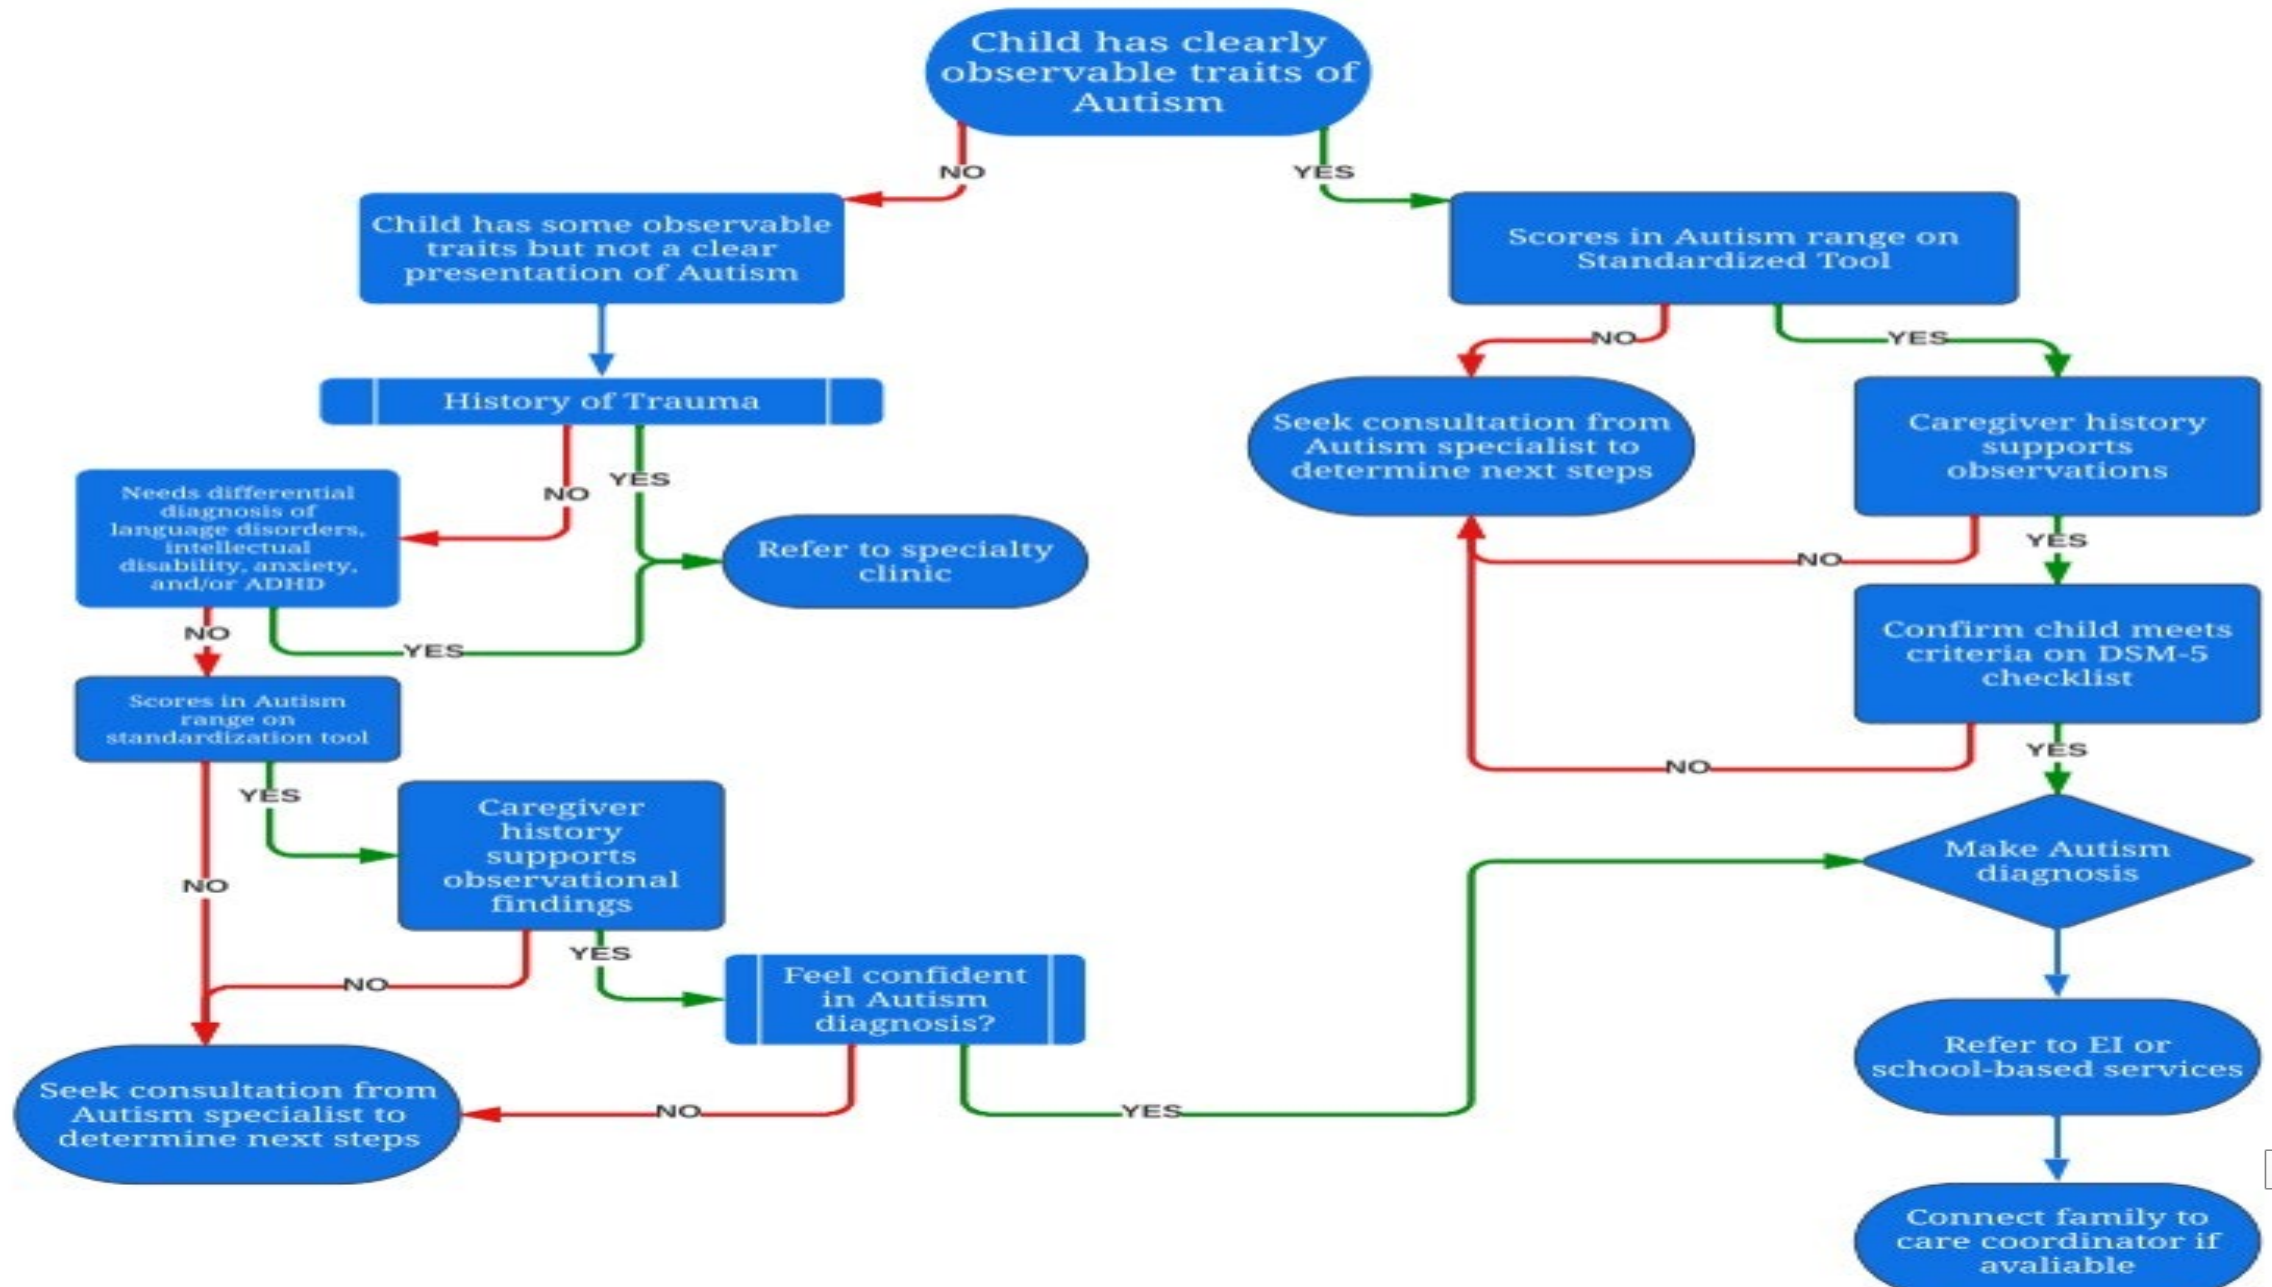 Child has clearly
observable traits of
Autism
NO
YES
Child has some observable
traits but not a clear
presentation of Autism
Scores in Autism range on
Standardized Tool
NO
YES
History of Trauma
Seek consultation from
Autism specialist to
determine next steps
Caregiver history
supports
observations
NO
YES
Needs differential
diagnosis of
language disorders,
intellectual
disability, anxiety,
and/or ADHD
Refer to specialty
clinic
NO
YES
NO
YES
Confirm child meets
criteria on DSM-5
checklist
Scores in Autism
range on
standardization tool
NO
YES
NO
YES
Caregiver
history
supports
observational
findings
Make Autism
diagnosis
NO
YES
Feel confident
in Autism
diagnosis?
Refer to EI or
school-based services
Seek consultation from
Autism specialist to
determine next steps
NO
YES
Connect family to
care coordinator if
avaliable